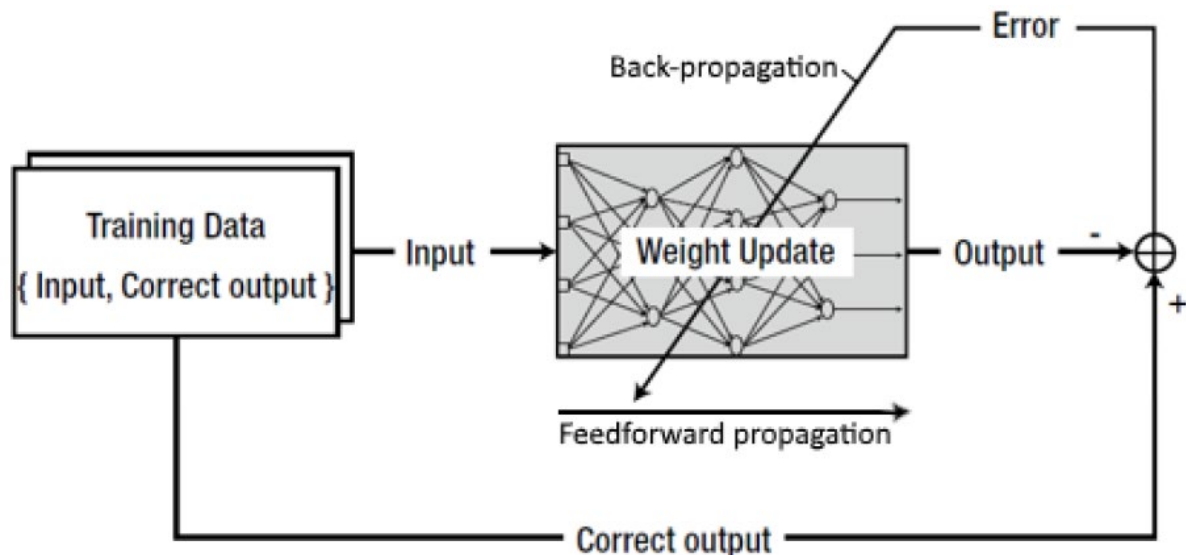 Error
Back-propagation
Training Data
{ Input, Correct output }
Input
Weight Update
Output
-
+
Feedforward propagation
Correct output